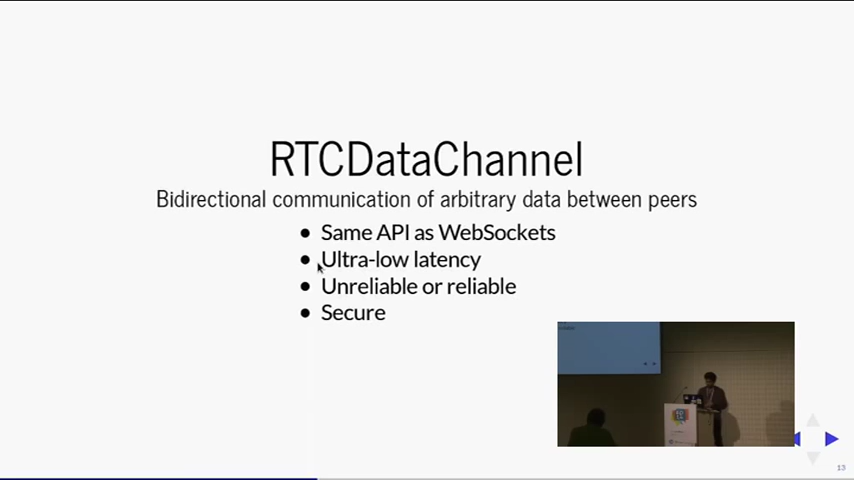 RTCDataChannel
Bidirectional communication of arbitrary data between peers
• Same API as WebSockets
• Ultra-low latency
• Unreliable or reliable
• Secure
13